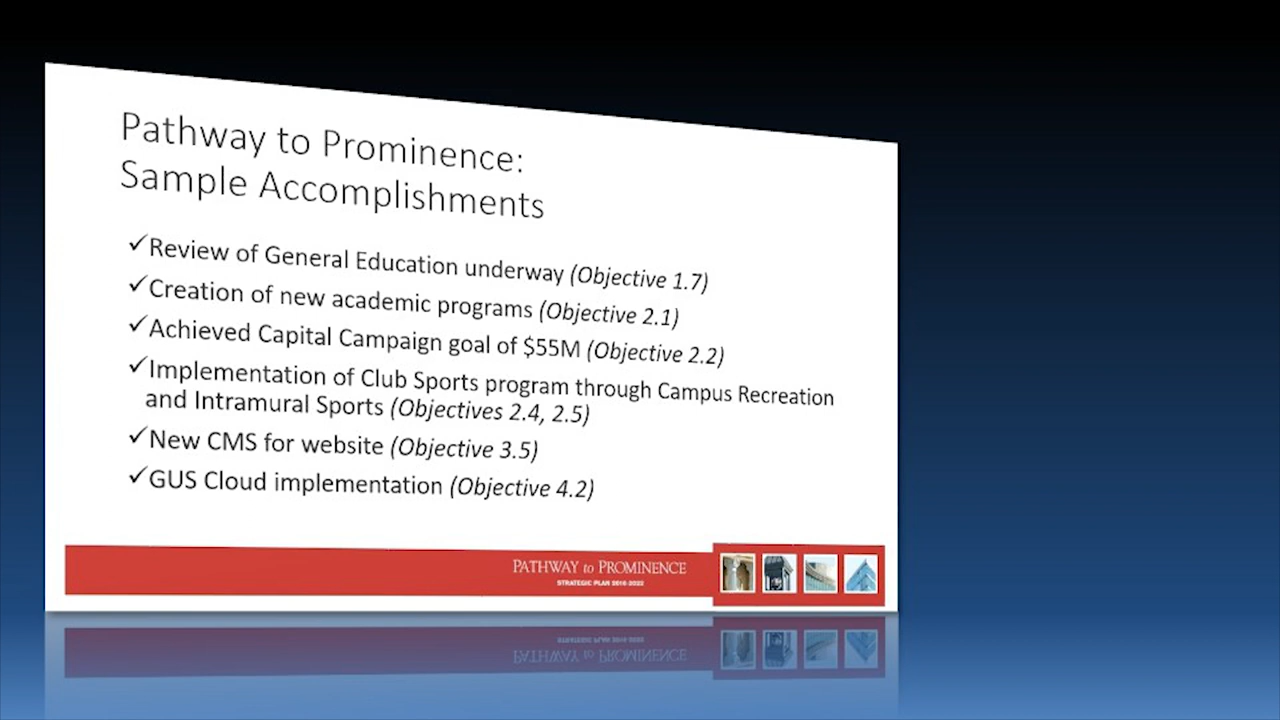 Pathway to Prominence:
Sample Accomplishments
✓Review of General Education underway (Objective 1.7)
✓Creation of new academic programs (Objective 2.1)
✓Achieved Capital Campaign goal of $55M (Objective 2.2)
✓Implementation of Club Sports program through Campus Recreation
and Intramural Sports (Objectives 2.4, 2.5)
✓New CMS for website (Objective 3.5)
✓GUS Cloud implementation (Objective 4.2)
PATHWAY to PROMINENCE
STRATEGIC PLAN 2016-2022